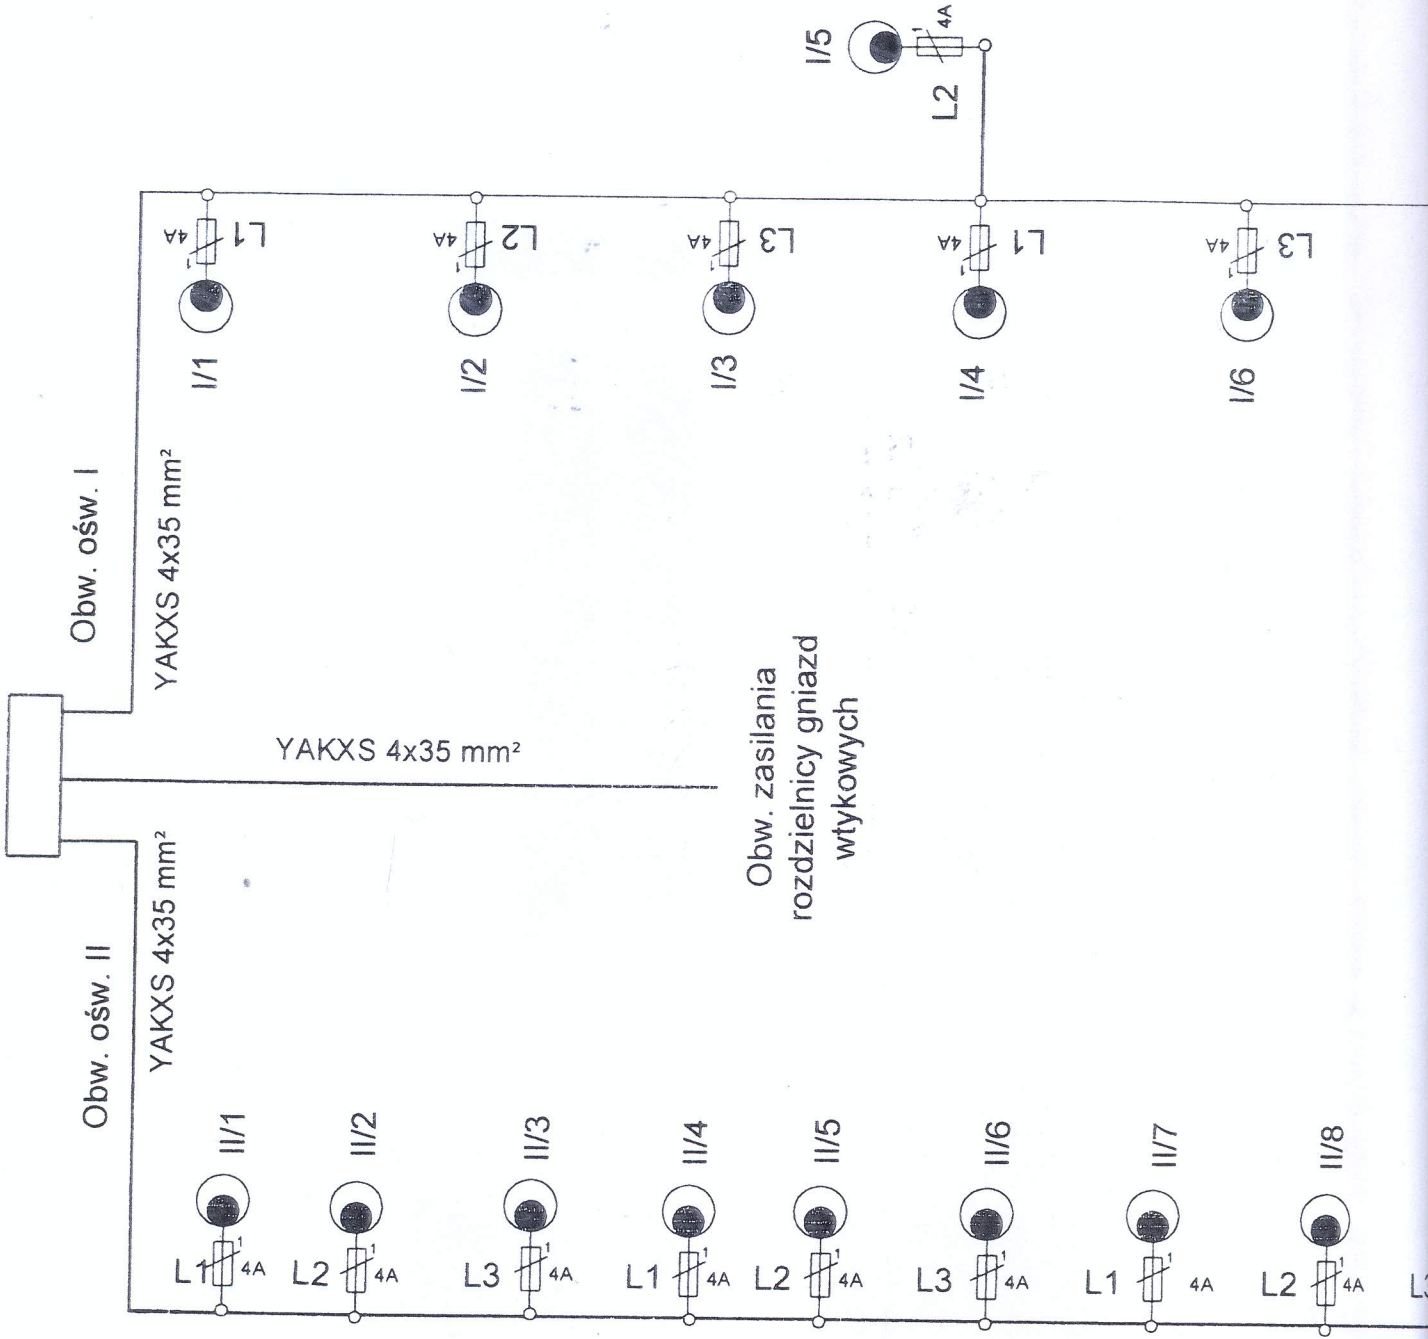 I/5
1
4A
L2
4A
1
L1
I/1
4A
1
L2
I/2
4A
1
L3
I/3
4A
1
L1
I/4
4A
1
L3
I/6
Obw. ośw. I
YAKXS 4x35 mm²
YAKXS 4x35 mm²
Obw. zasilania
rozdzielnicy gniazd
wtykowych
Obw. ośw. II
YAKXS 4x35 mm²
II/1
L1
1
4A
II/2
L2
1
4A
II/3
L3
1
4A
II/4
L1
1
4A
II/5
L2
1
4A
II/6
L3
1
4A
II/7
L1
1
4A
II/8
L2
1
4A